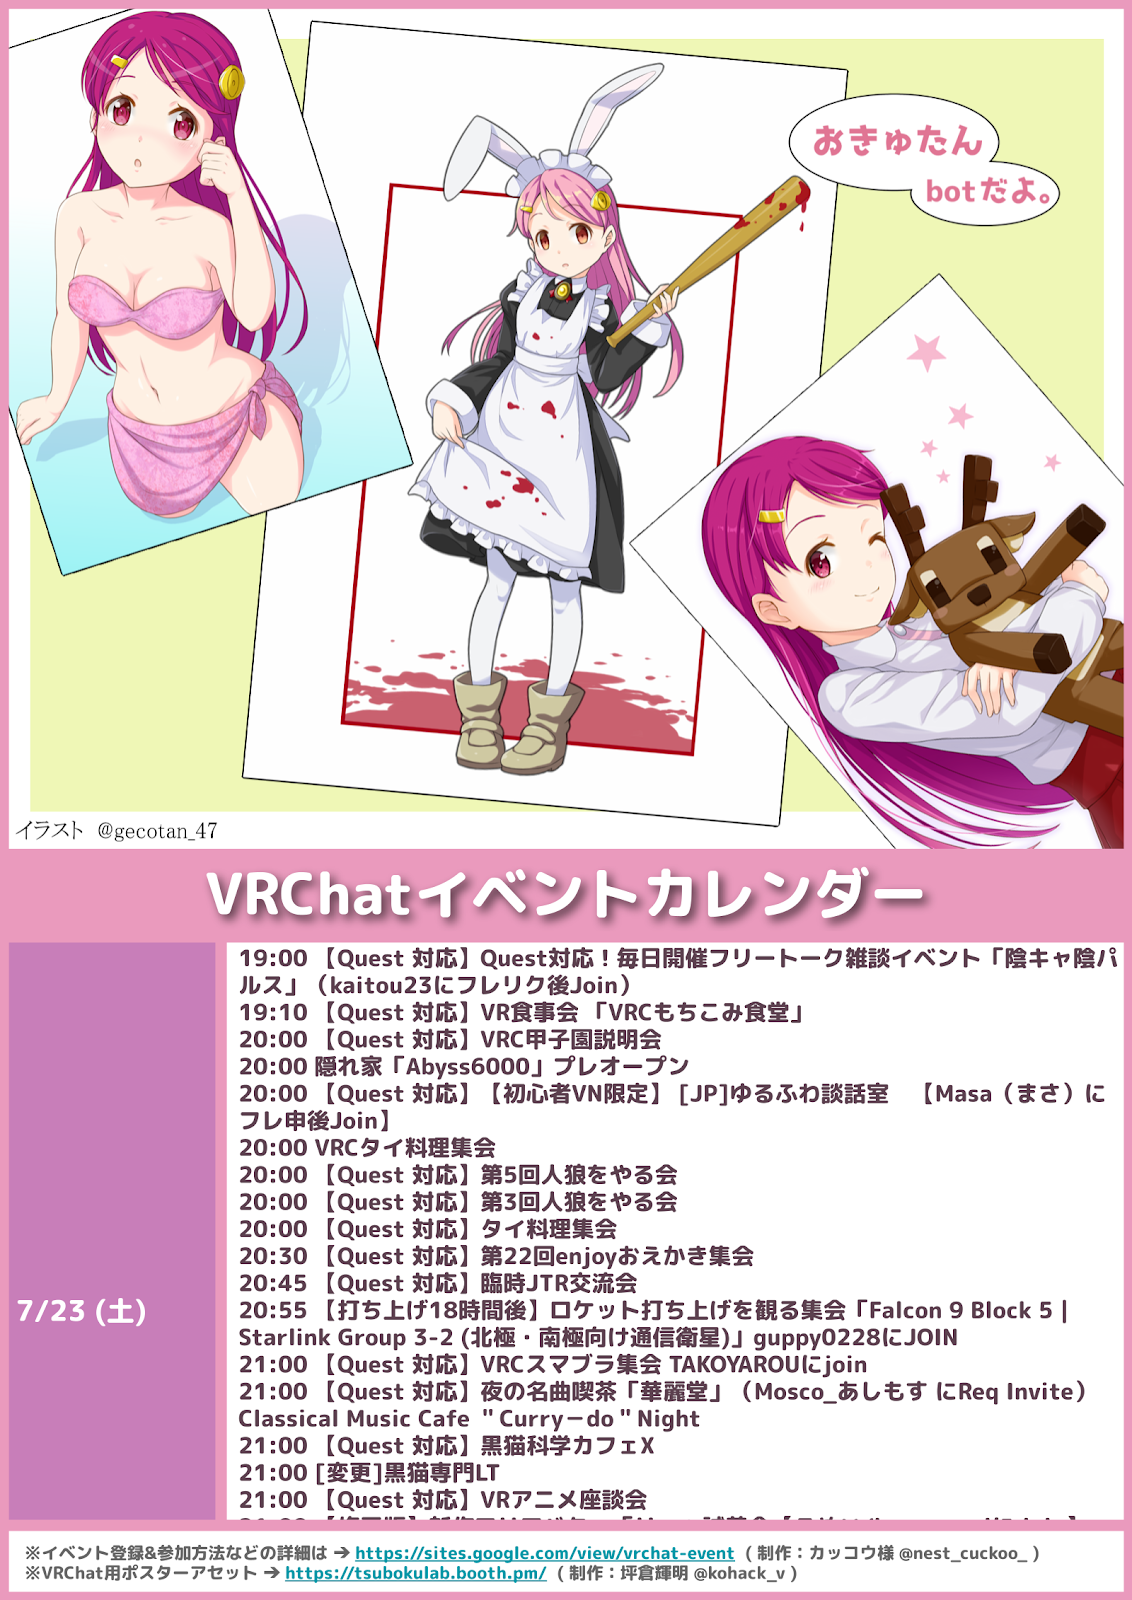 おきゅたん
botだよ。
イラスト @gecotan_47
VRChatイベントカレンダー
7/23 (土)
19:00 【Quest 対応】Quest対応！毎日開催フリートーク雑談イベント「陰キャ陰パ
ルス」（kaitou23にフレリク後Join）
19:10 【Quest 対応】VR食事会 「VRCもちこみ食堂」
20:00 【Quest 対応】VRC甲子園説明会
20:00 隠れ家「Abyss6000」プレオープン
20:00 【Quest 対応】【初心者VN限定】 [JP]ゆるふわ談話室　【Masa（まさ）に
フレ申後Join】
20:00 VRCタイ料理集会
20:00 【Quest 対応】第5回人狼をやる会
20:00 【Quest 対応】第3回人狼をやる会
20:00 【Quest 対応】タイ料理集会
20:30 【Quest 対応】第22回enjoyおえかき集会
20:45 【Quest 対応】臨時JTR交流会
20:55 【打ち上げ18時間後】ロケット打ち上げを観る集会「Falcon 9 Block 5 |
Starlink Group 3-2 (北極・南極向け通信衛星)」guppy0228にJOIN
21:00 【Quest 対応】VRCスマブラ集会 TAKOYAROUにjoin
21:00 【Quest 対応】夜の名曲喫茶「華麗堂」（Mosco_あしもす にReq Invite）
Classical Music Cafe ＂Curry－do＂Night
21:00 【Quest 対応】黒猫科学カフェX
21:00 [変更]黒猫専門LT
21:00 【Quest 対応】VRアニメ座談会
※イベント登録&参加方法などの詳細は → https://sites.google.com/view/vrchat-event （ 制作：カッコウ様 @nest_cuckoo_ ）
※VRChat用ポスターアセット → https://tsubokulab.booth.pm/ （ 制作：坪倉輝明 @kohack_v ）